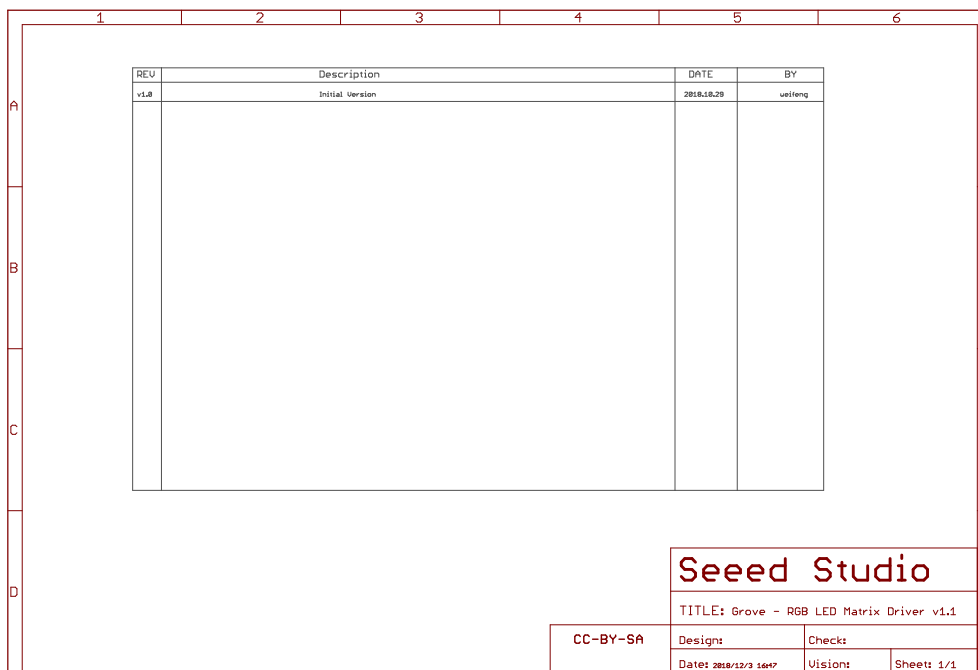 1 2 3 4 5 6
REV Description DATE BY
v1.0 Initial Version 2018.10.29 weifeng
A
B
C
D
Seeed Studio
TITLE: Grove - RGB LED Matrix Driver v1.1
CC-BY-SA Design: Check:
Date: 2018/12/3 16:47 Vision: Sheet: 1/1